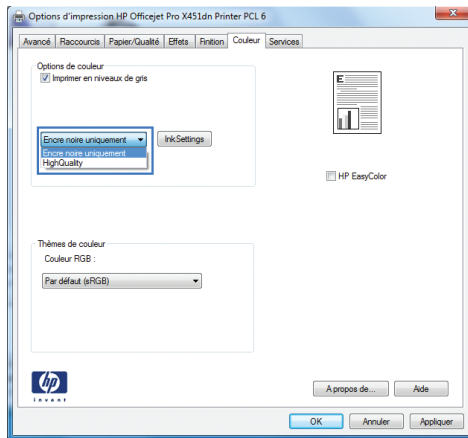 Options d'impression HP Officejet Pro X451dn Printer PCL 6
Avancé Raccourcis Papier/Qualité Effets Finition Couleur Services
Options de couleur
Imprimer en niveaux de gris
E
Encre noire uniquement InkSettings
Encre noire uniquement
HighQuality
HP EasyColor
Thèmes de couleur
Couleur RGB :
Par défaut (sRGB)
hp
invent
A propos de... Aide
OK Annuler Appliquer